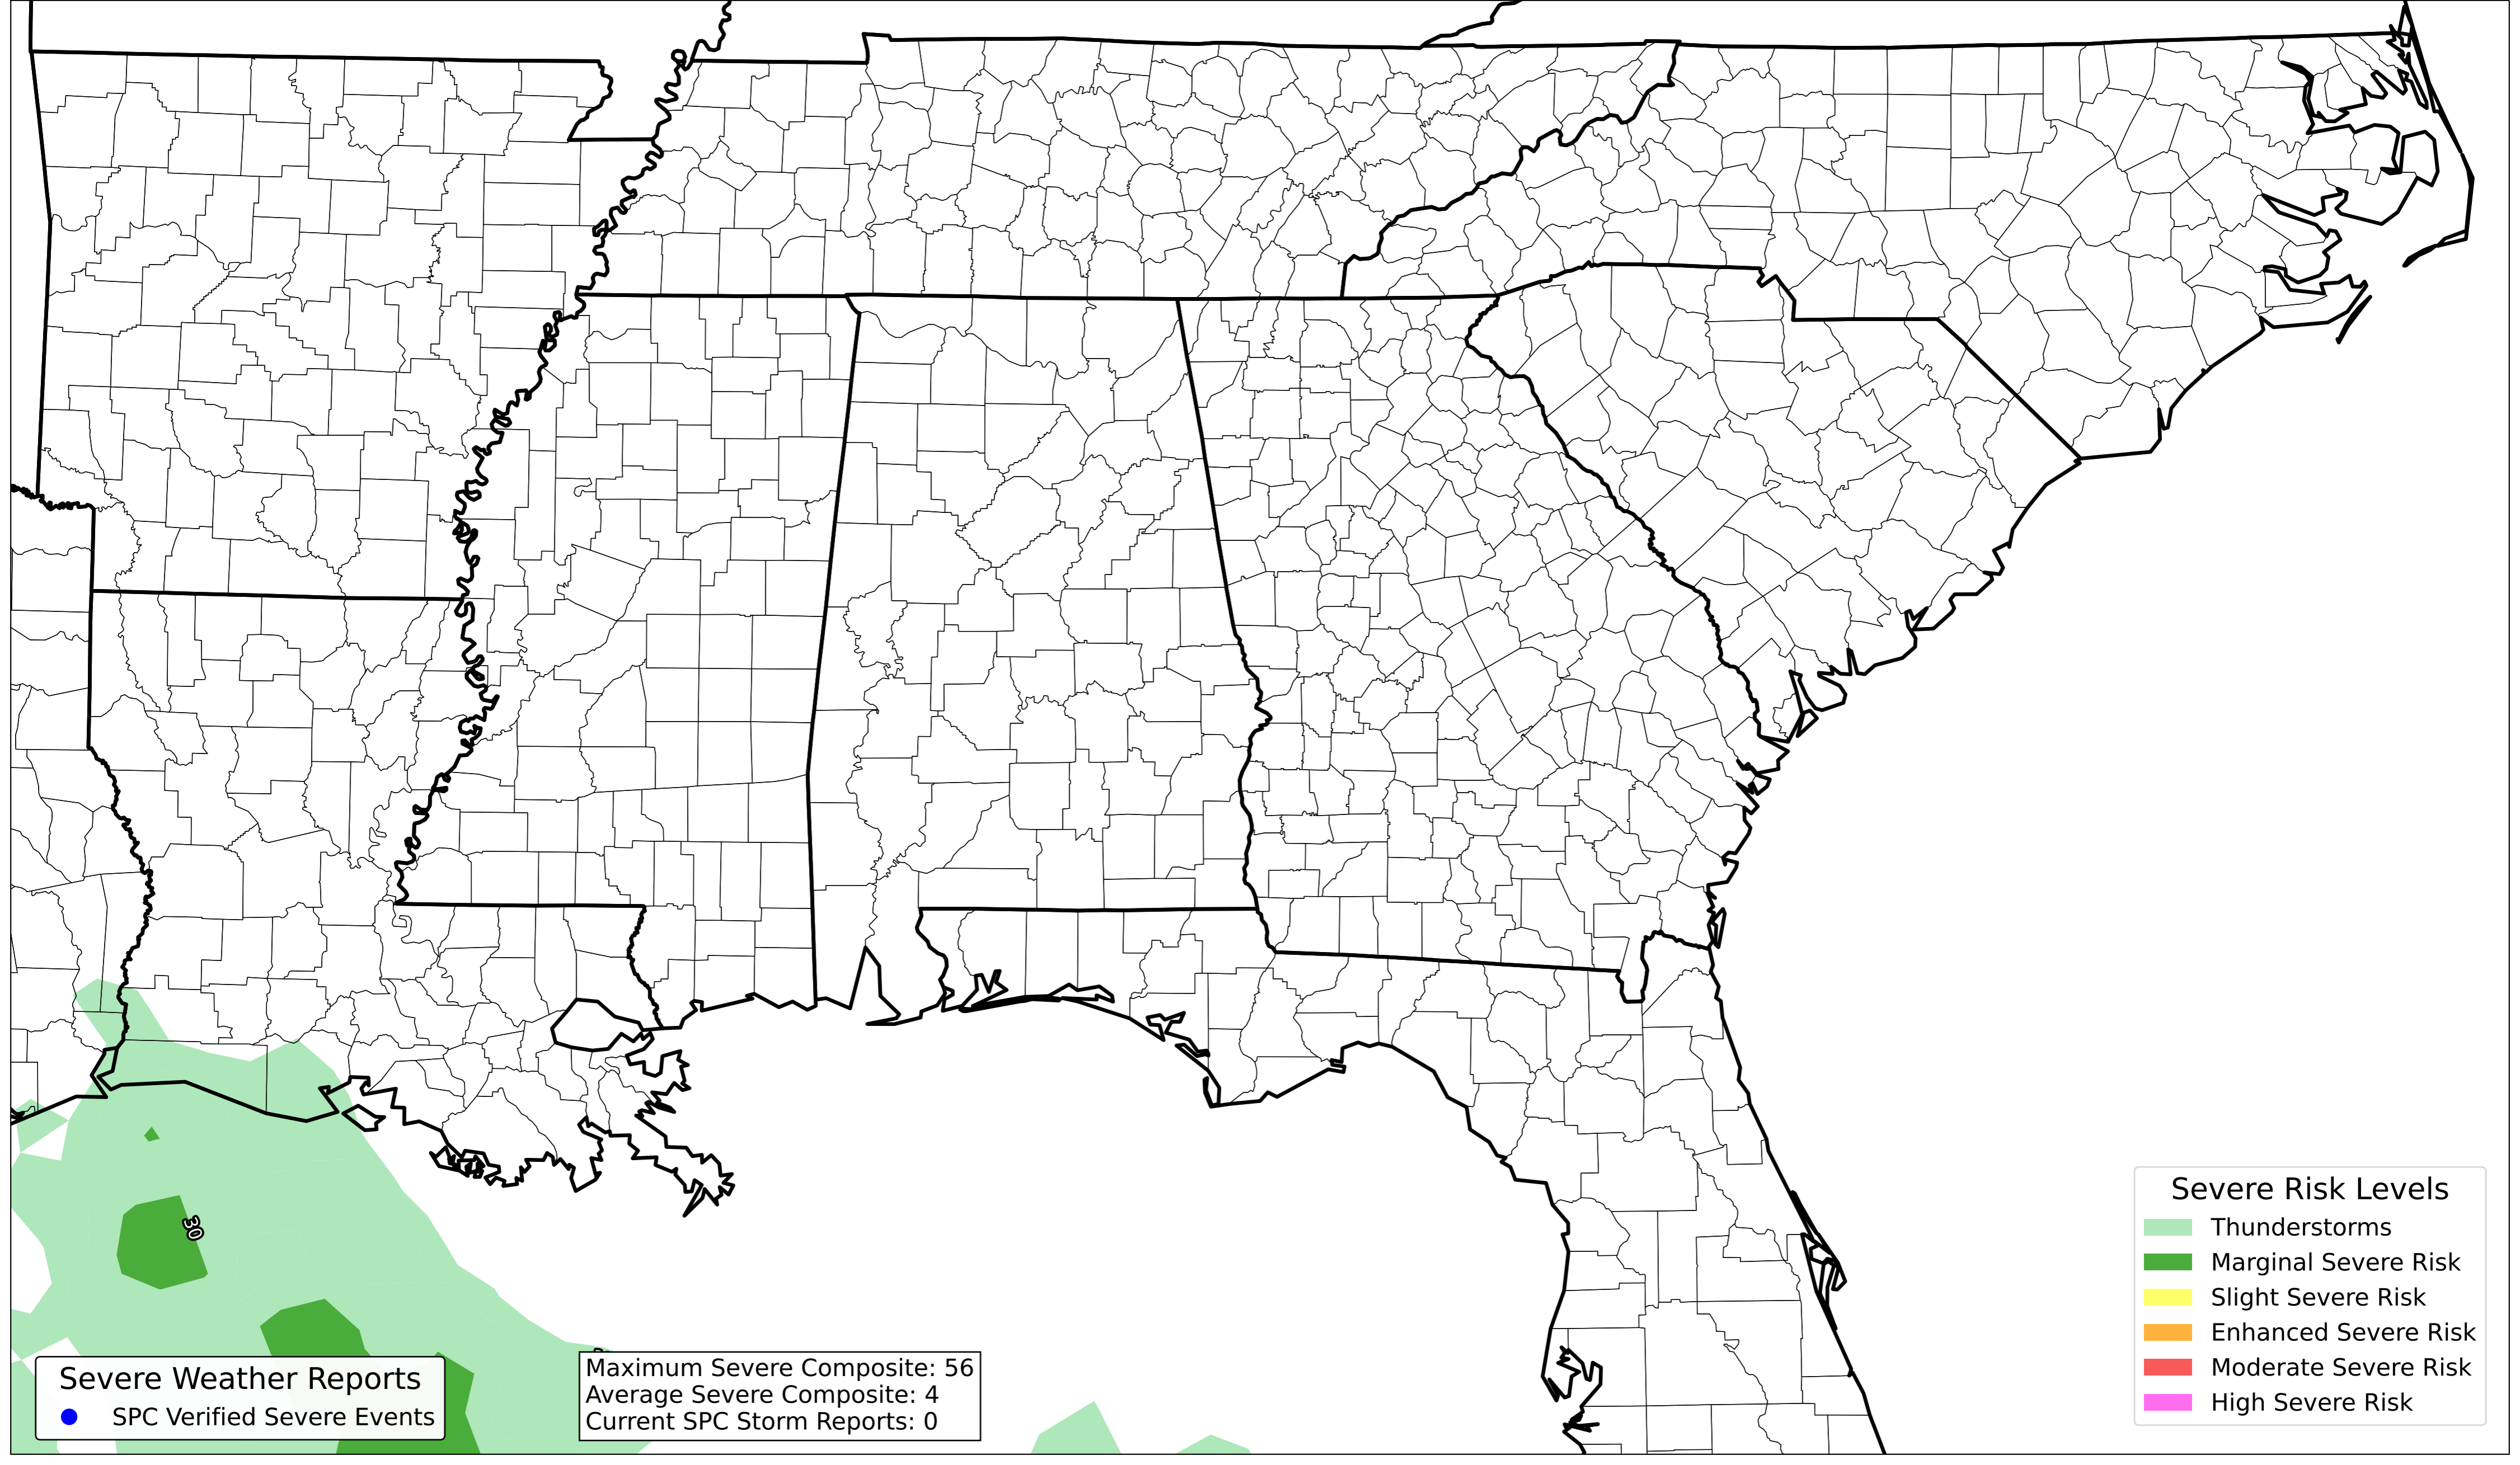 30
Severe Weather Reports
SPC Verified Severe Events
Maximum Severe Composite: 56
Average Severe Composite: 4
Current SPC Storm Reports: 0
Severe Risk Levels
Thunderstorms
Marginal Severe Risk
Slight Severe Risk
Enhanced Severe Risk
Moderate Severe Risk
High Severe Risk